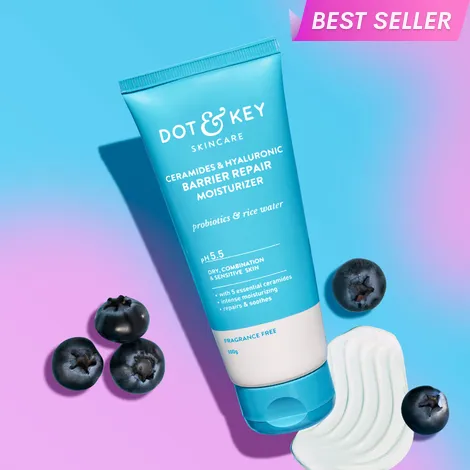 BEST SELLER
DOT & KEY
SKINCARE
CERAMIDES & HYALURONIC
BARRIER REPAIR
MOISTURIZER
probiotics & rice water
pH5.5
DRY, COMBINATION
& SENSITIVE SKIN
• with 5 essential ceramides
• intense moisturizing
• repairs & soothes
FRAGRANCE FREE
100g